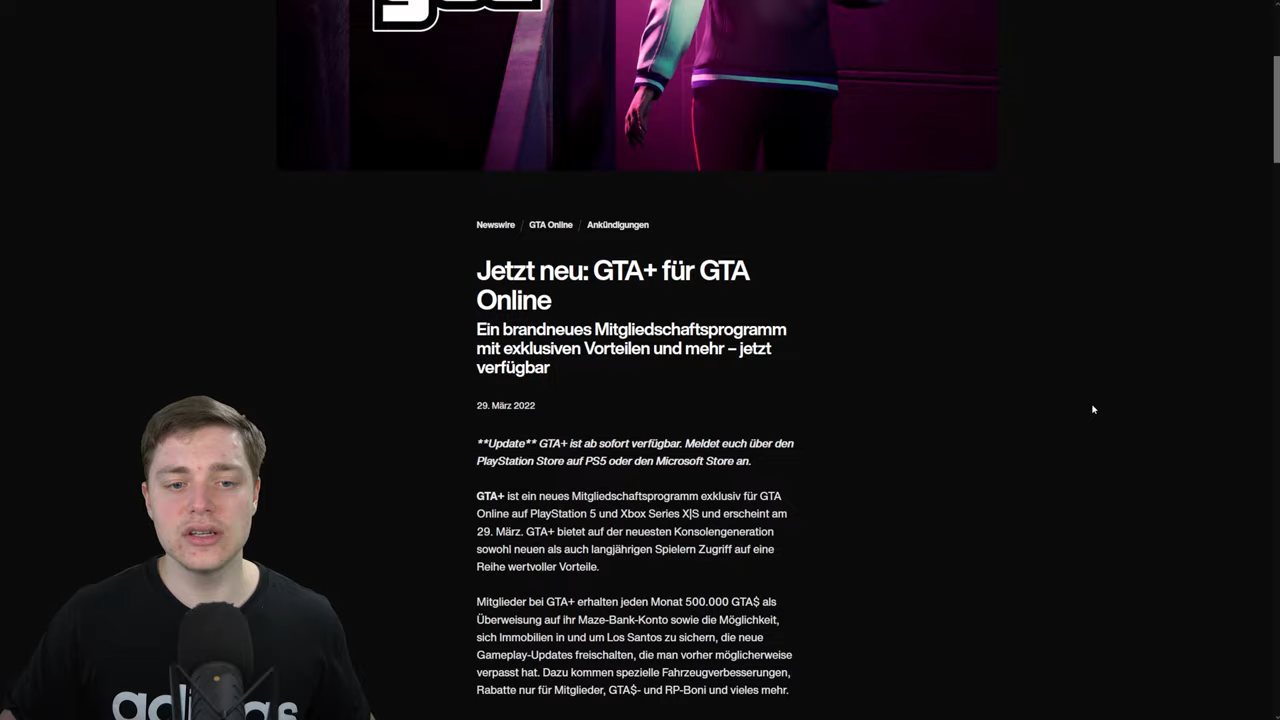 Newswire / GTA Online / Ankündigungen
Jetzt neu: GTA+ für GTA
Online
Ein brandneues Mitgliedschaftsprogramm
mit exklusiven Vorteilen und mehr – jetzt
verfügbar
29. März 2022
**Update** GTA+ ist ab sofort verfügbar. Meldet euch über den
PlayStation Store auf PS5 oder den Microsoft Store an.
GTA+ ist ein neues Mitgliedschaftsprogramm exklusiv für GTA
Online auf PlayStation 5 und Xbox Series X|S und erscheint am
29. März. GTA+ bietet auf der neuesten Konsolengeneration
sowohl neuen als auch langjährigen Spielern Zugriff auf eine
Reihe wertvoller Vorteile.
Mitglieder bei GTA+ erhalten jeden Monat 500.000 GTA$ als
Überweisung auf ihr Maze-Bank-Konto sowie die Möglichkeit,
sich Immobilien in und um Los Santos zu sichern, die neue
Gameplay-Updates freischalten, die man vorher möglicherweise
verpasst hat. Dazu kommen spezielle Fahrzeugverbesserungen,
Rabatte nur für Mitglieder, GTA$- und RP-Boni und vieles mehr.
adidas